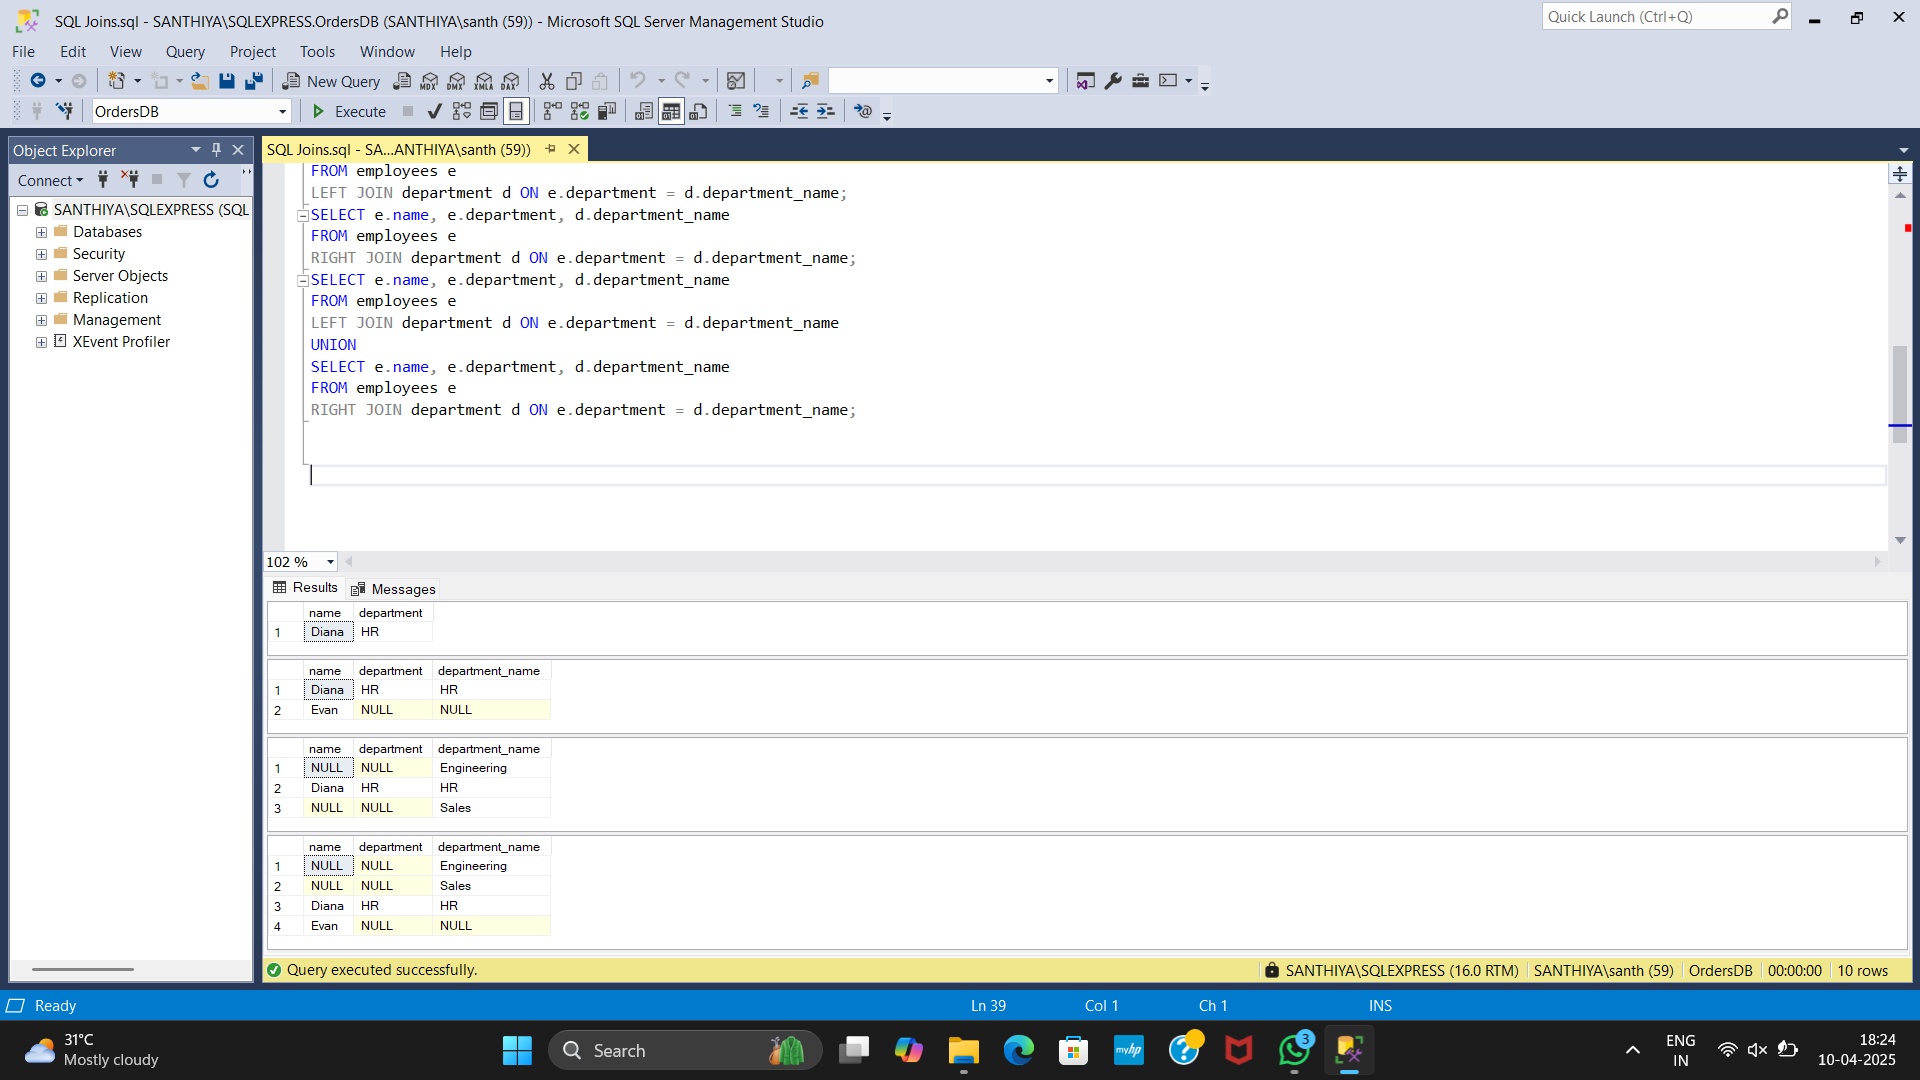 SQL Joins.sql - SANTHIYA\SQLEXPRESS.OrdersDB (SANTHIYA\santh (59)) - Microsoft SQL Server Management Studio
Quick Launch (Ctrl+Q)
File Edit View Query Project Tools Window Help
New Query MDX DMX XMLA DAX
OrdersDB Execute
Object Explorer
SQL Joins.sql - SA...ANTHIYA\santh (59))
Connect
SANTHIYA\SQLEXPRESS (SQL
Databases
Security
Server Objects
Replication
Management
XEvent Profiler
FROM employees e
LEFT JOIN department d ON e.department = d.department_name;
SELECT e.name, e.department, d.department_name
FROM employees e
RIGHT JOIN department d ON e.department = d.department_name;
SELECT e.name, e.department, d.department_name
FROM employees e
LEFT JOIN department d ON e.department = d.department_name
UNION
SELECT e.name, e.department, d.department_name
FROM employees e
RIGHT JOIN department d ON e.department = d.department_name;
102 %
Results Messages
name department
1 Diana HR
name department department_name
1 Diana HR HR
2 Evan NULL NULL
name department department_name
1 NULL NULL Engineering
2 Diana HR HR
3 NULL NULL Sales
name department department_name
1 NULL NULL Engineering
2 NULL NULL Sales
3 Diana HR HR
4 Evan NULL NULL
Query executed successfully. SANTHIYA\SQLEXPRESS (16.0 RTM) SANTHIYA\santh (59) OrdersDB 00:00:00 10 rows
Ready Ln 39 Col 1 Ch 1 INS
31°C
Mostly cloudy
Search
myhp
3
ENG
IN
18:24
10-04-2025